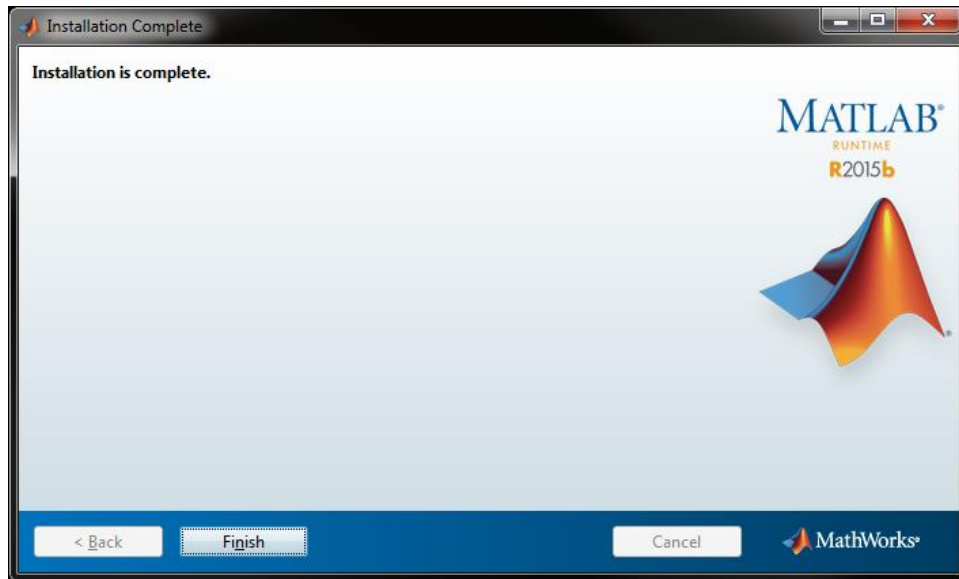 Installation Complete
Installation is complete.
MATLAB®
RUNTIME
R2015b
®
< Back
Finish
Cancel
MathWorks®